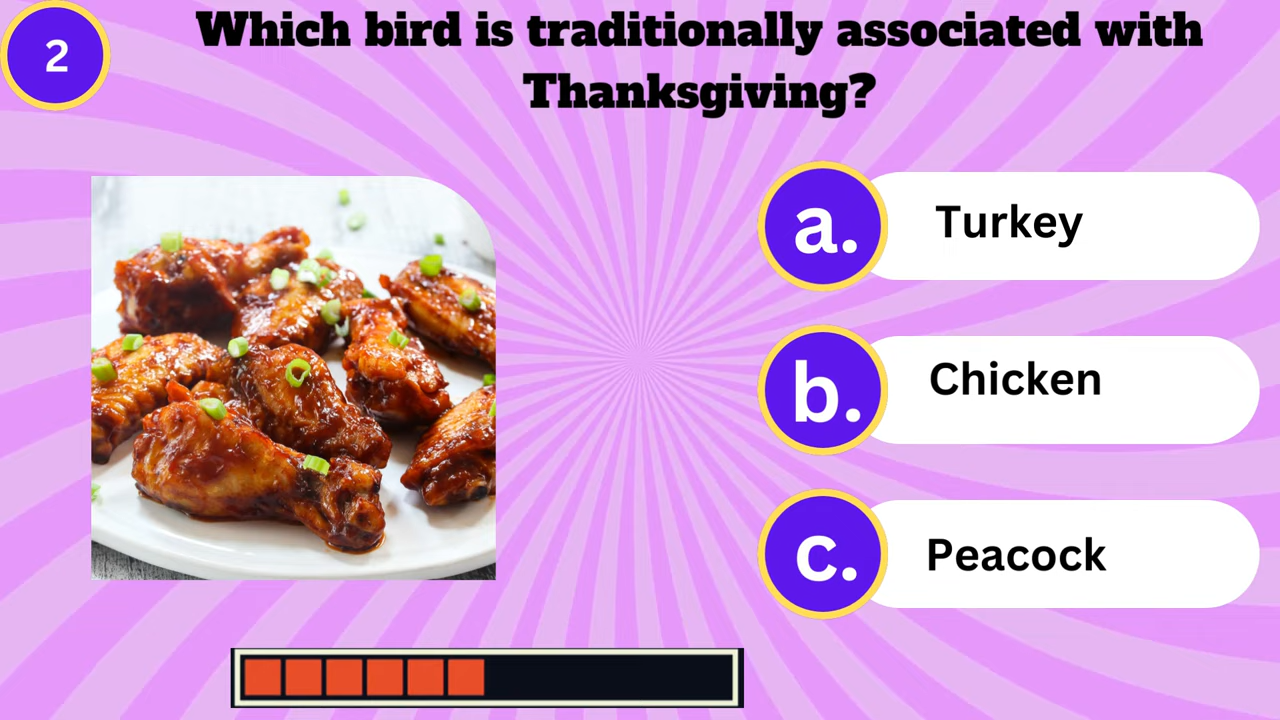 2
Which bird is traditionally associated with
Thanksgiving?
a. Turkey
b. Chicken
c. Peacock